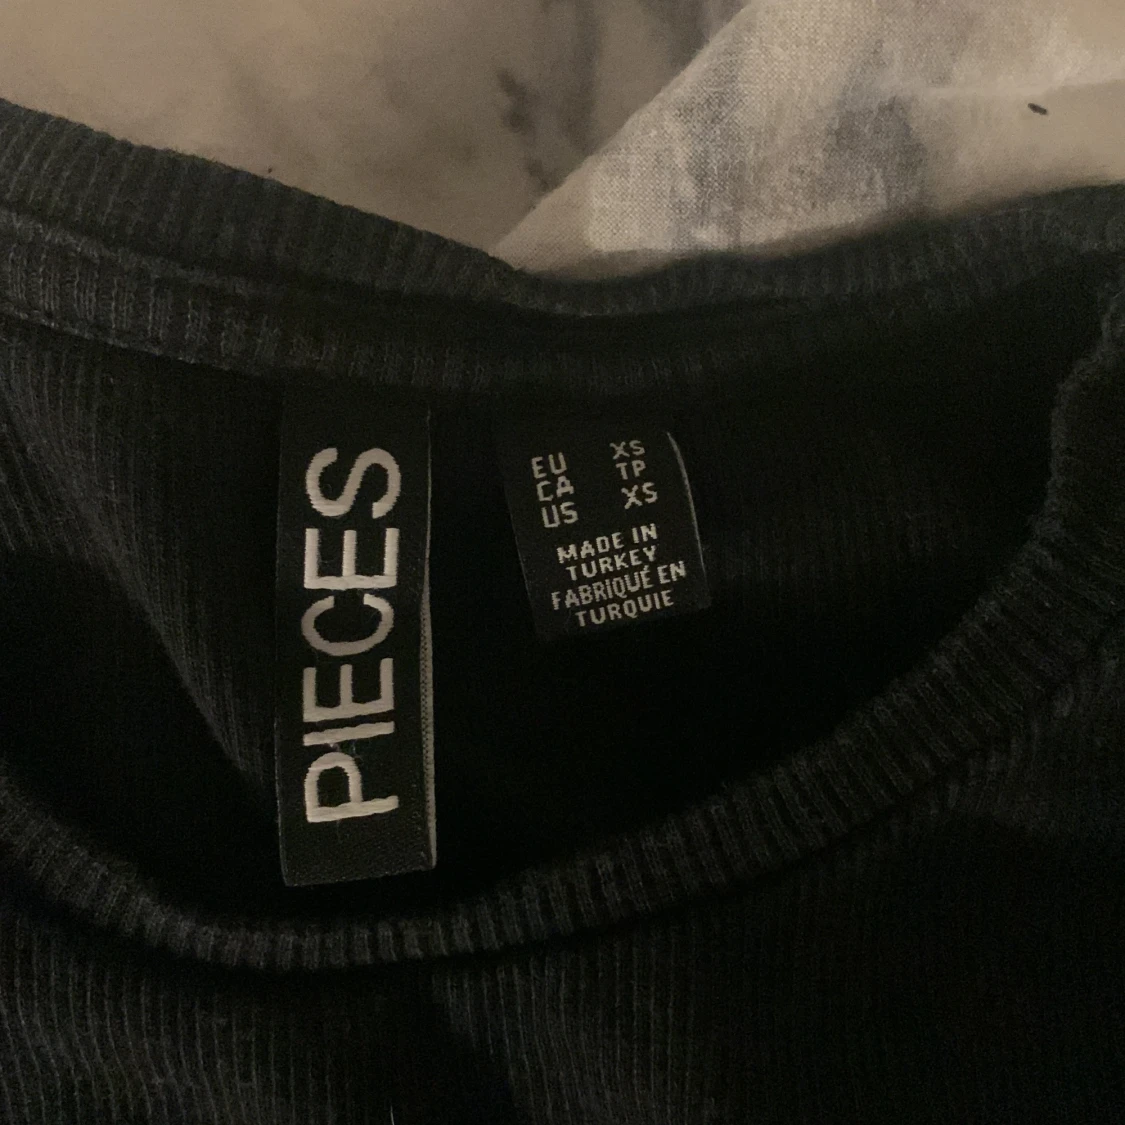 PIECES
EU XS
CA TP
US XS
MADE IN
TURKEY
FABRIQUÉ EN
TURQUIE